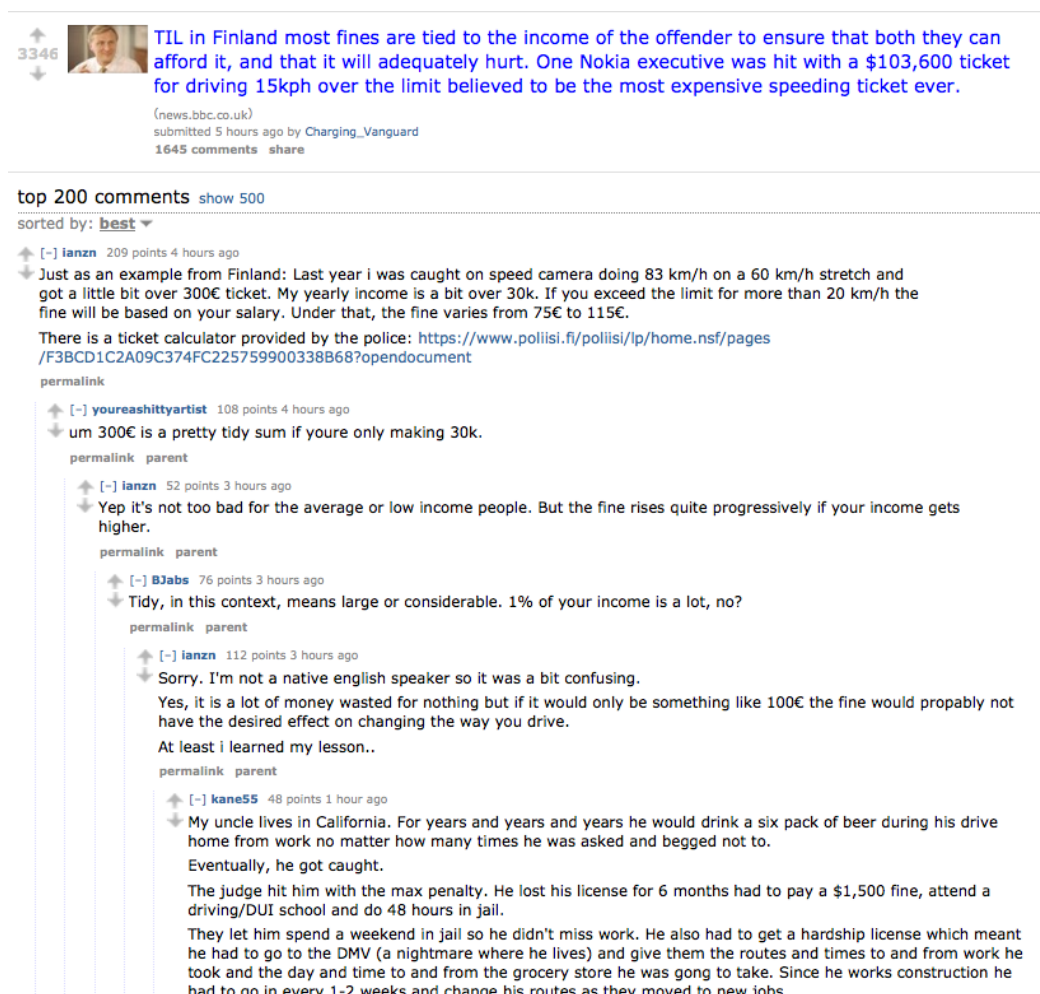 3346
TIL in Finland most fines are tied to the income of the offender to ensure that both they can
afford it, and that it will adequately hurt. One Nokia executive was hit with a $103,600 ticket
for driving 15kph over the limit believed to be the most expensive speeding ticket ever.
(news.bbc.co.uk)
submitted 5 hours ago by Charging_Vanguard
1645 comments share
top 200 comments show 500
sorted by: best
[-] ianzn 209 points 4 hours ago
Just as an example from Finland: Last year i was caught on speed camera doing 83 km/h on a 60 km/h stretch and
got a little bit over 300€ ticket. My yearly income is a bit over 30k. If you exceed the limit for more than 20 km/h the
fine will be based on your salary. Under that, the fine varies from 75€ to 115€.
There is a ticket calculator provided by the police: https://www.poliisi.fi/poliisi/lp/home.nsf/pages
/F3BCD1C2A09C374FC225759900338B68?opendocument
permalink
[-] youreashittyartist 108 points 4 hours ago
um 300€ is a pretty tidy sum if youre only making 30k.
permalink parent
[-] ianzn 52 points 3 hours ago
Yep it's not too bad for the average or low income people. But the fine rises quite progressively if your income gets
higher.
permalink parent
[-] BJabs 76 points 3 hours ago
Tidy, in this context, means large or considerable. 1% of your income is a lot, no?
permalink parent
[-] ianzn 112 points 3 hours ago
Sorry. I'm not a native english speaker so it was a bit confusing.
Yes, it is a lot of money wasted for nothing but if it would only be something like 100€ the fine would propably not
have the desired effect on changing the way you drive.
At least i learned my lesson..
permalink parent
[-] kane55 48 points 1 hour ago
My uncle lives in California. For years and years and years he would drink a six pack of beer during his drive
home from work no matter how many times he was asked and begged not to.
Eventually, he got caught.
The judge hit him with the max penalty. He lost his license for 6 months had to pay a $1,500 fine, attend a
driving/DUI school and do 48 hours in jail.
They let him spend a weekend in jail so he didn't miss work. He also had to get a hardship license which meant
he had to go to the DMV (a nightmare where he lives) and give them the routes and times to and from work he
took and the day and time to and from the grocery store he was gong to take. Since he works construction he
had to go in every 1-2 weeks and change his routes as they moved to new jobs.